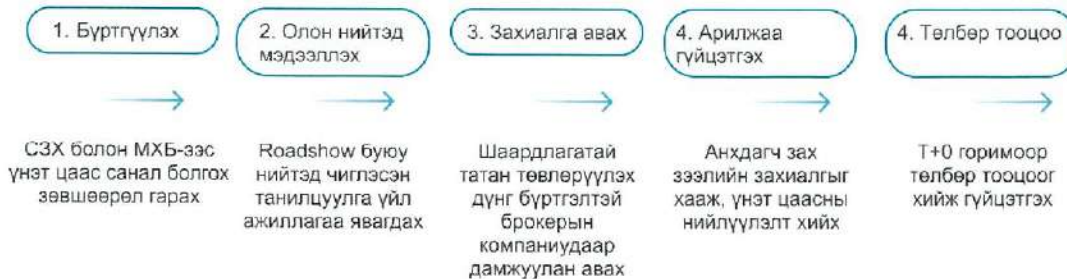 1. Бүртгүүлэх
2. Олон нийтэд
мэдээллэх
3. Захиалга авах
4. Арилжаа
гүйцэтгэх
4. Төлбөр тооцоо
СЗХ болон МХБ-ээс
үнэт цаас санал болгох
зөвшөөрөл гарах
Roadshow буюу
нийтэд чиглэсэн
танилцуулга үйл
ажиллагаа явагдах
Шаардлагатай
татан төвлөрүүлэх
дүнг бүртгэлтэй
брокерын
компаниудаар
дамжуулан авах
Анхдагч зах
зээлийн захиалгыг
хааж, үнэт цаасны
нийлүүлэлт хийх
Т+0 горимоор
төлбөр тооцоог
хийж гүйцэтгэх